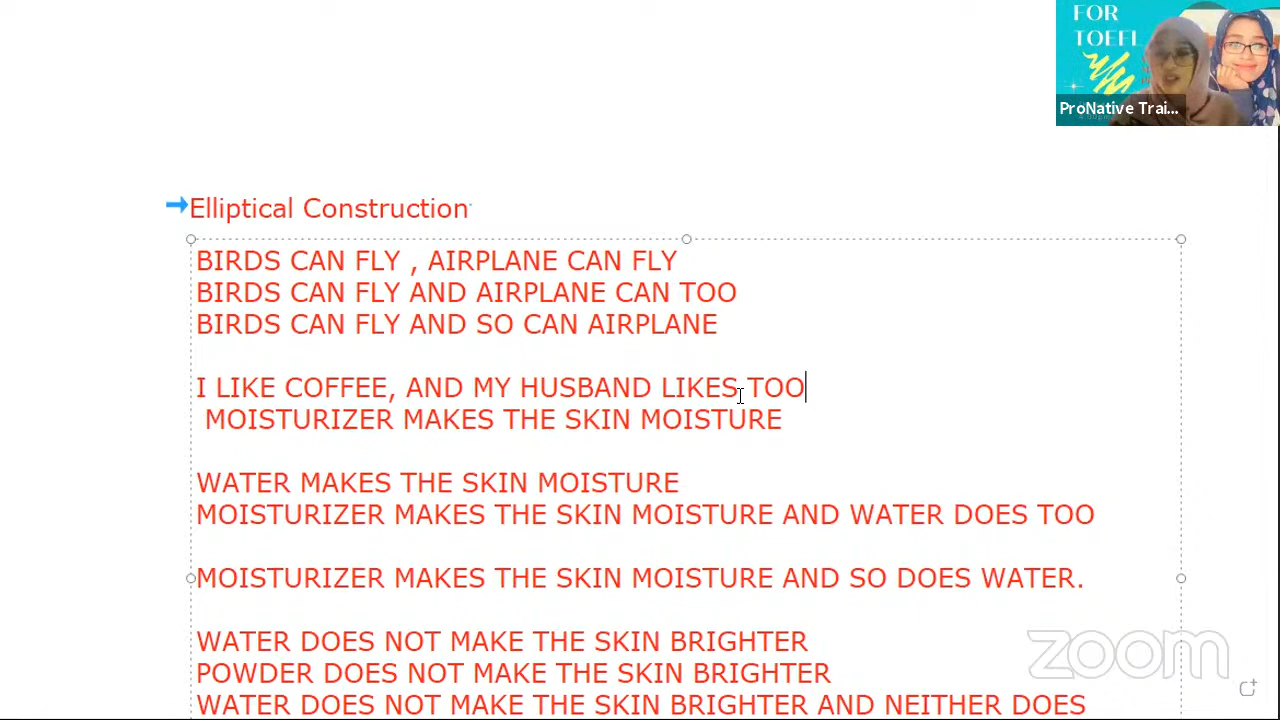 FOR
TOEFL
ProNative Trai...
➞Elliptical Construction
BIRDS CAN FLY , AIRPLANE CAN FLY
BIRDS CAN FLY AND AIRPLANE CAN TOO
BIRDS CAN FLY AND SO CAN AIRPLANE
I LIKE COFFEE, AND MY HUSBAND LIKES TOO
MOISTURIZER MAKES THE SKIN MOISTURE
WATER MAKES THE SKIN MOISTURE
MOISTURIZER MAKES THE SKIN MOISTURE AND WATER DOES TOO
MOISTURIZER MAKES THE SKIN MOISTURE AND SO DOES WATER.
WATER DOES NOT MAKE THE SKIN BRIGHTER
POWDER DOES NOT MAKE THE SKIN BRIGHTER
WATER DOES NOT MAKE THE SKIN BRIGHTER AND NEITHER DOES
zoom